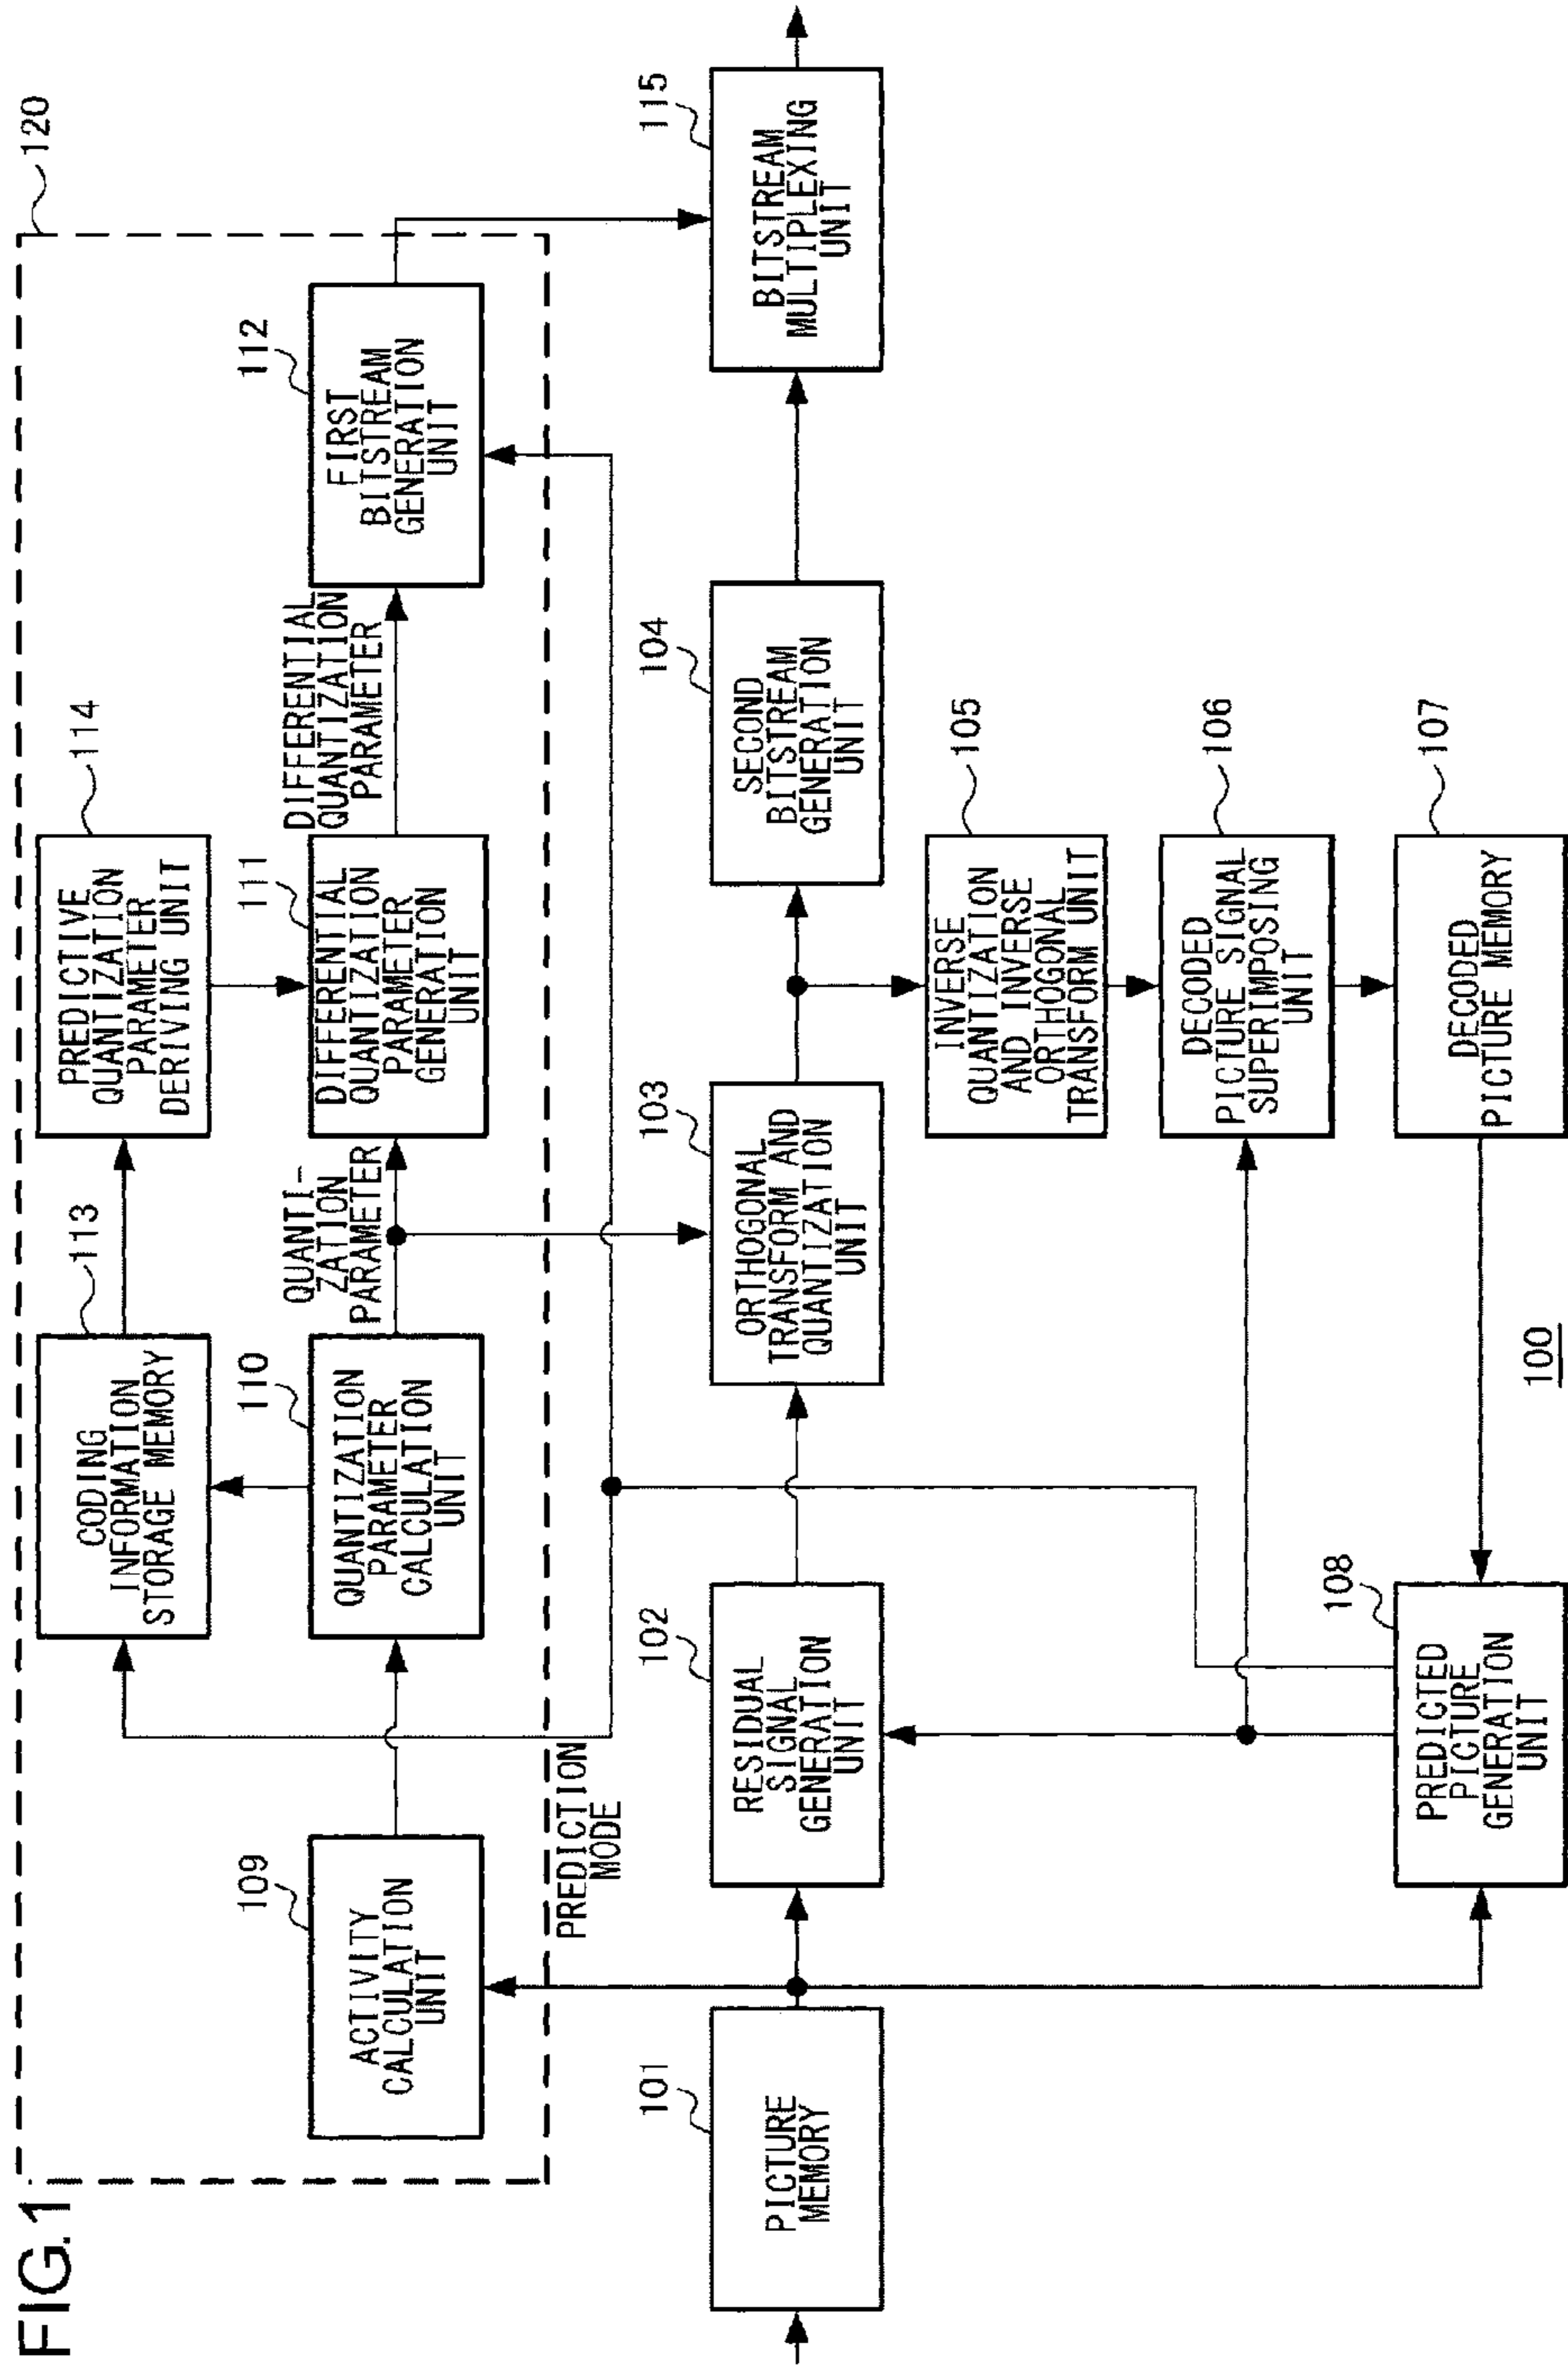 FIG.1
120
113
CODING
INFORMATION
STORAGE MEMORY
114
PREDICTIVE
QUANTIZATION
PARAMETER
DERIVING UNIT
109
ACTIVITY
CALCULATION
UNIT
110
QUANTIZATION
PARAMETER
CALCULATION
UNIT
QUANTI-
ZATION
PARAMETER
111
DIFFERENTIAL
QUANTIZATION
PARAMETER
GENERATION
UNIT
DIFFERENTIAL
QUANTIZATION
PARAMETER
112
FIRST
BITSTREAM
GENERATION
UNIT
PREDICTION
MODE
101
PICTURE
MEMORY
102
RESIDUAL
SIGNAL
GENERATION
UNIT
103
ORTHOGONAL
TRANSFORM AND
QUANTIZATION
UNIT
104
SECOND
BITSTREAM
GENERATION
UNIT
115
BITSTREAM
MULTIPLEXING
UNIT
105
INVERSE
QUANTIZATION
AND INVERSE
ORTHOGONAL
TRANSFORM UNIT
106
DECODED
PICTURE SIGNAL
SUPERIMPOSING
UNIT
108
PREDICTED
PICTURE
GENERATION
UNIT
107
DECODED
PICTURE MEMORY
100